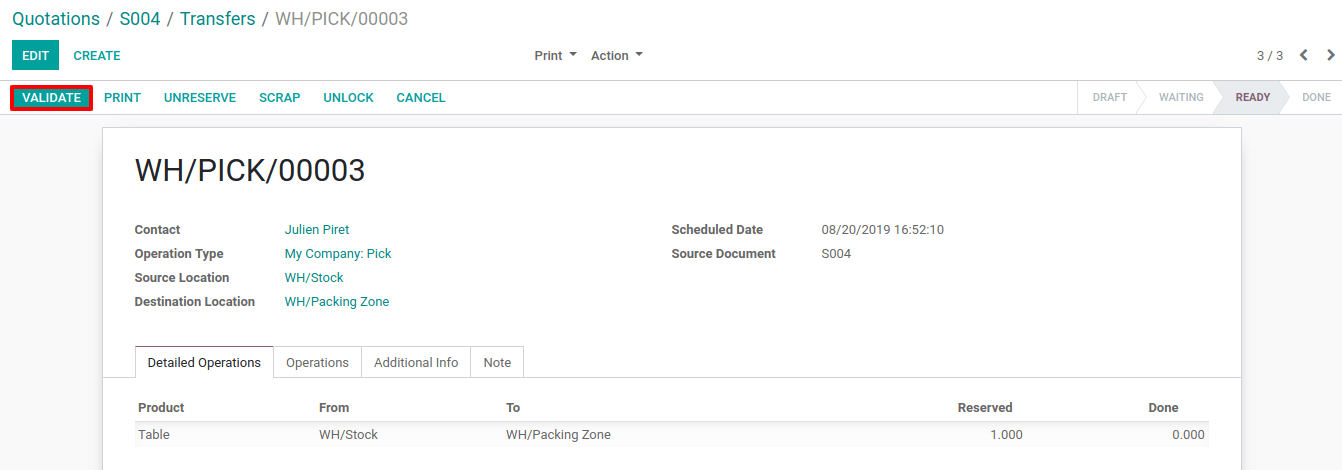 Quotations / S004 / Transfers / WH/PICK/00003
EDIT CREATE Print Action 3 / 3
VALIDATE PRINT UNRESERVE SCRAP UNLOCK CANCEL DRAFT WAITING READY DONE
WH/PICK/00003
Contact Julien Piret Scheduled Date 08/20/2019 16:52:10
Operation Type My Company: Pick Source Document S004
Source Location WH/Stock
Destination Location WH/Packing Zone
Detailed Operations Operations Additional Info Note
Product From To Reserved Done
Table WH/Stock WH/Packing Zone 1.000 0.000